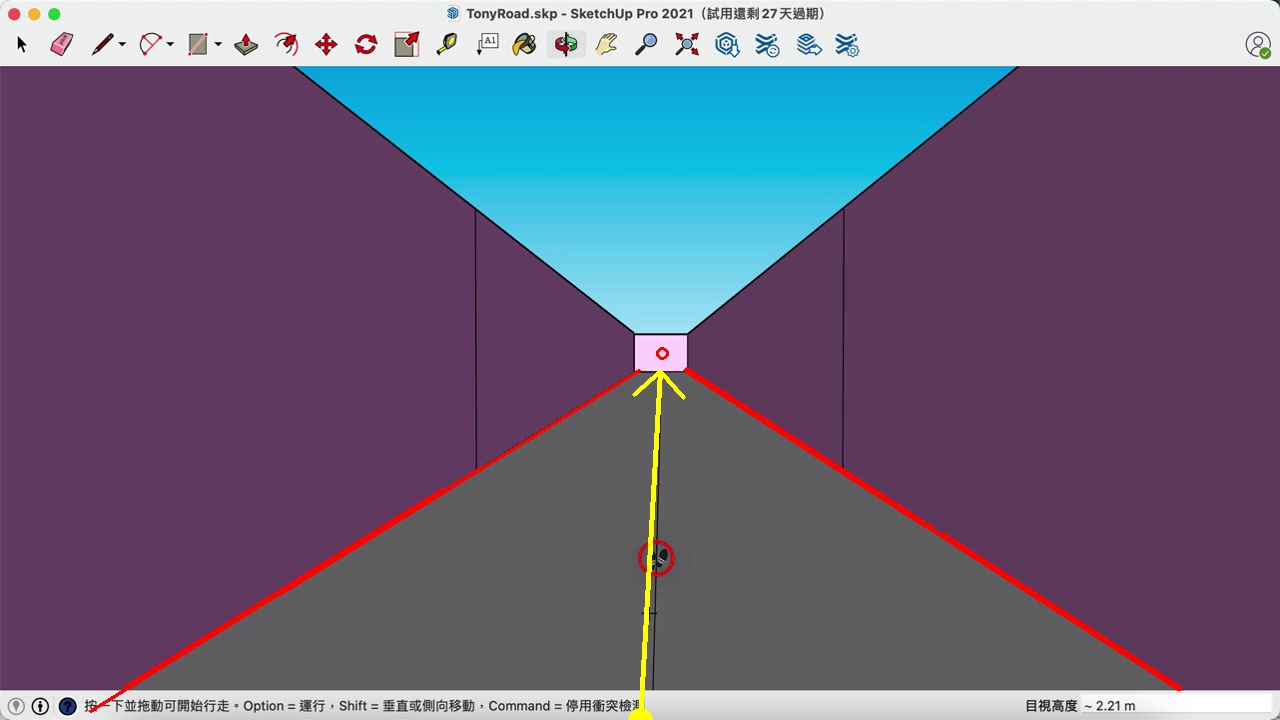 TonyRoad.skp - SketchUp Pro 2021（試用還剩27天過期）
A1
按一下並拖動可開始行走。Option = 運行，Shift = 垂直或側向移動，Command = 停用衝突檢測
目視高度 ~ 2.21 m